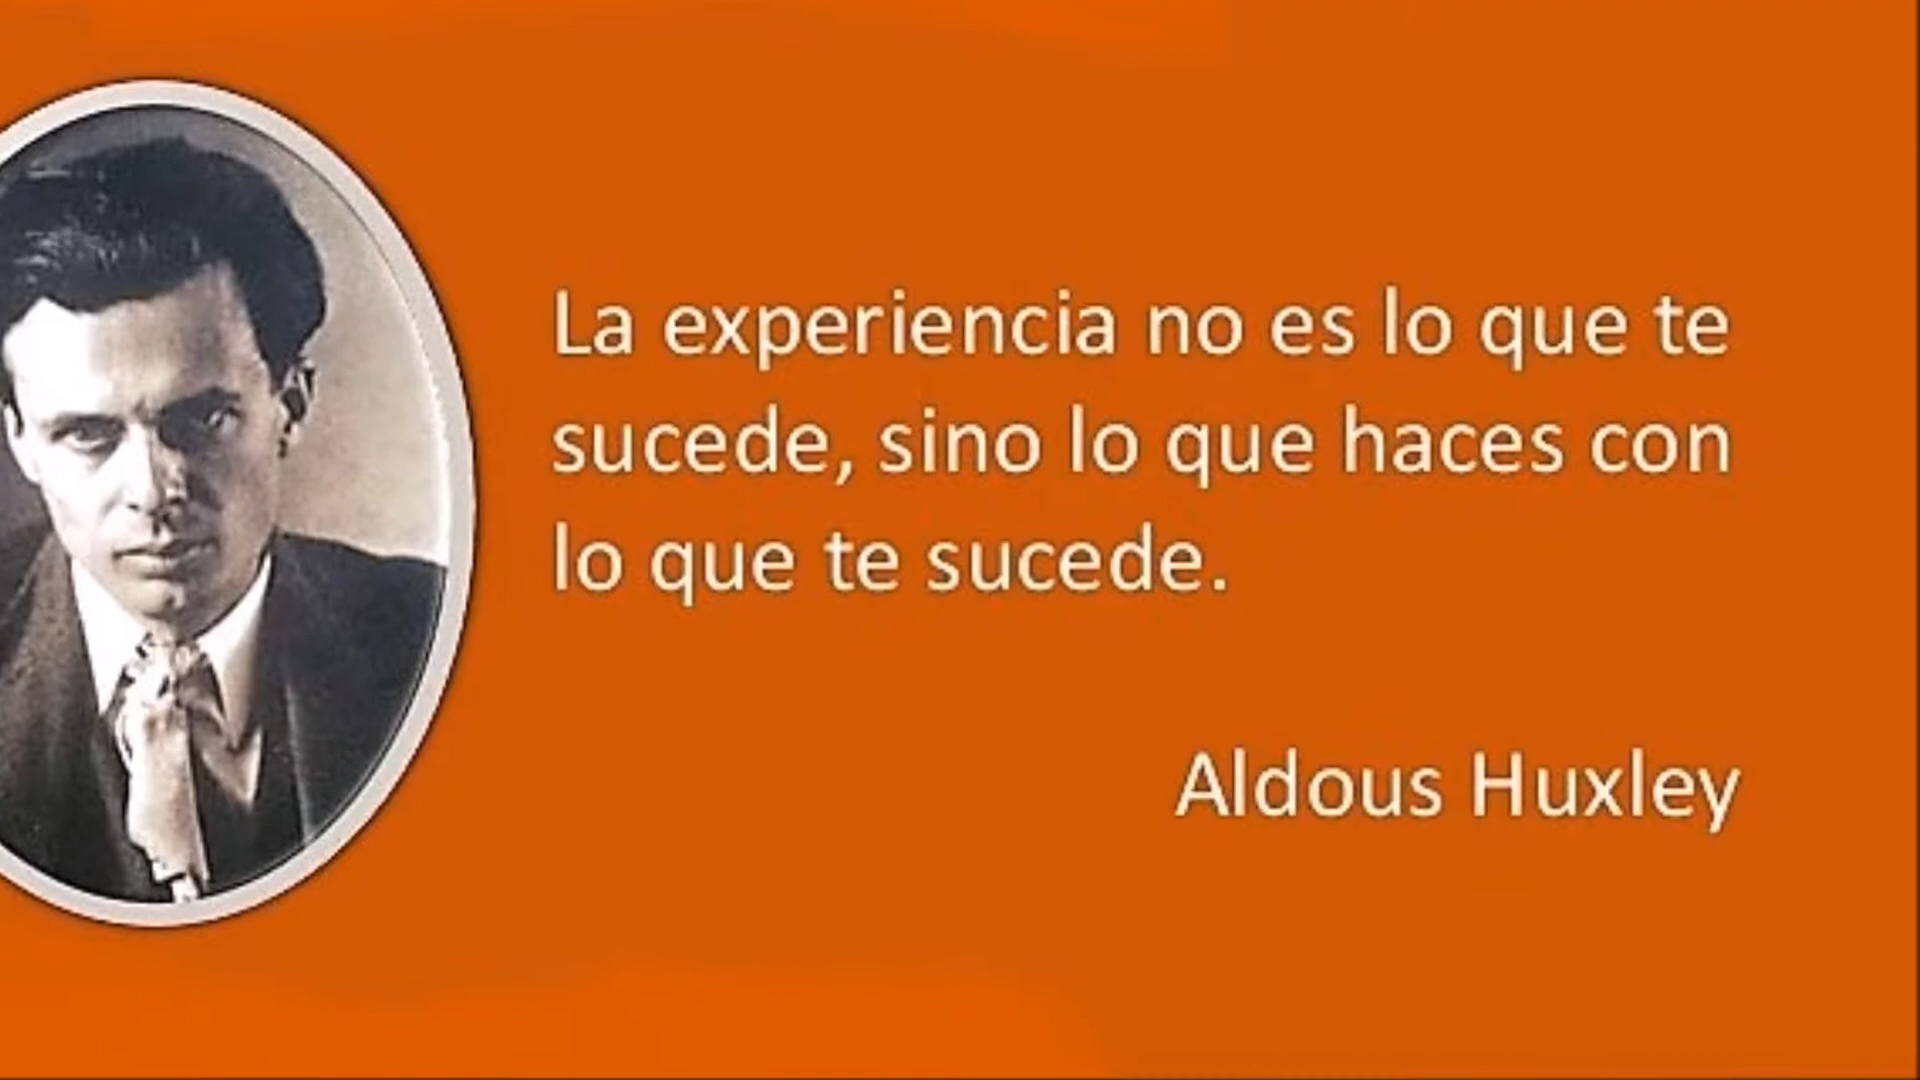 La experiencia no es lo que te
sucede, sino lo que haces con
lo que te sucede.
Aldous Huxley